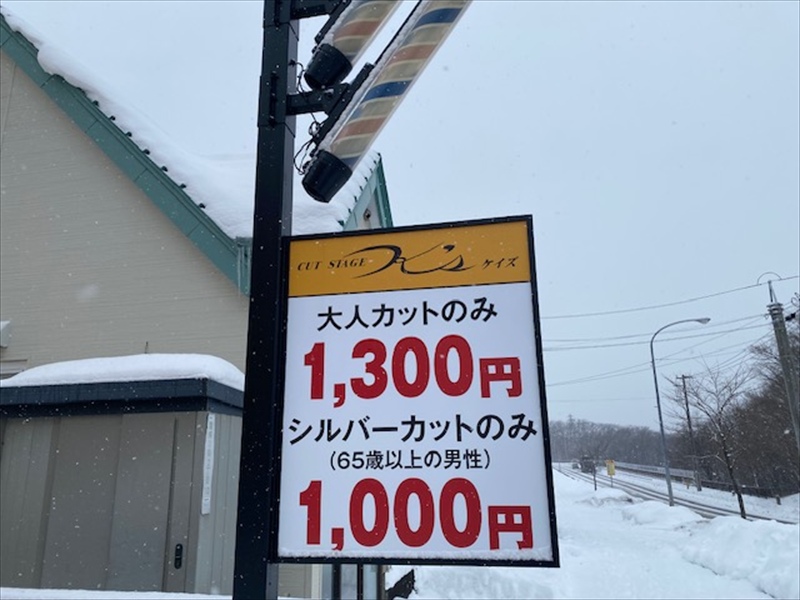 CUT STAGE K's ケイズ
大人カットのみ
1,300円
シルバーカットのみ
(65歳以上の男性)
1,000円